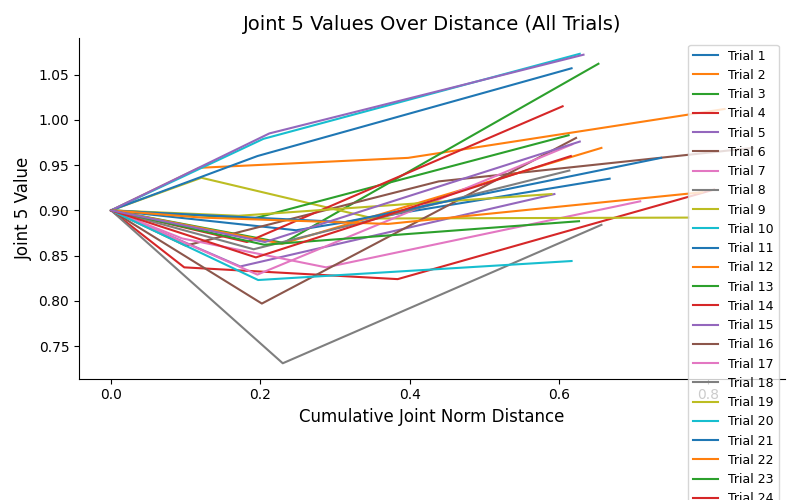 Joint 5 Values Over Distance (All Trials)
Joint 5 Value
1.05
1.00
0.95
0.90
0.85
0.80
0.75
0.0
0.2
0.4
0.6
0.8
Cumulative Joint Norm Distance
Trial 1
Trial 2
Trial 3
Trial 4
Trial 5
Trial 6
Trial 7
Trial 8
Trial 9
Trial 10
Trial 11
Trial 12
Trial 13
Trial 14
Trial 15
Trial 16
Trial 17
Trial 18
Trial 19
Trial 20
Trial 21
Trial 22
Trial 23
Trial 24